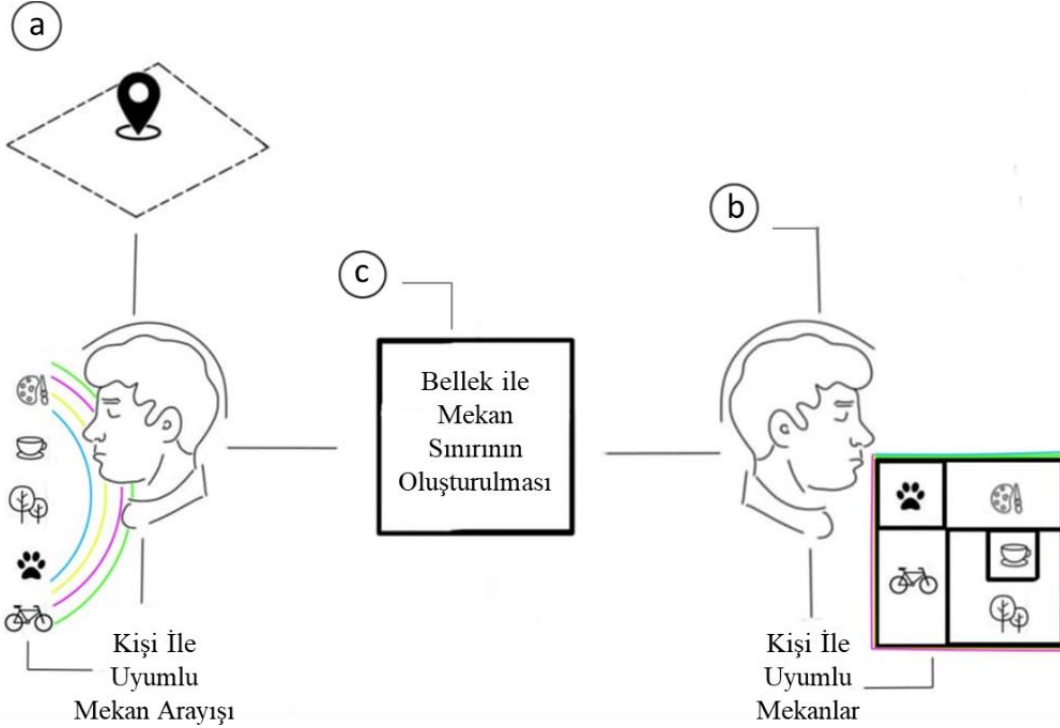 a
b
c
Bellek ile
Mekan
Sınırının
Oluşturulması
Kişi İle
Uyumlu
Mekan Arayışı
Kişi İle
Uyumlu
Mekanlar